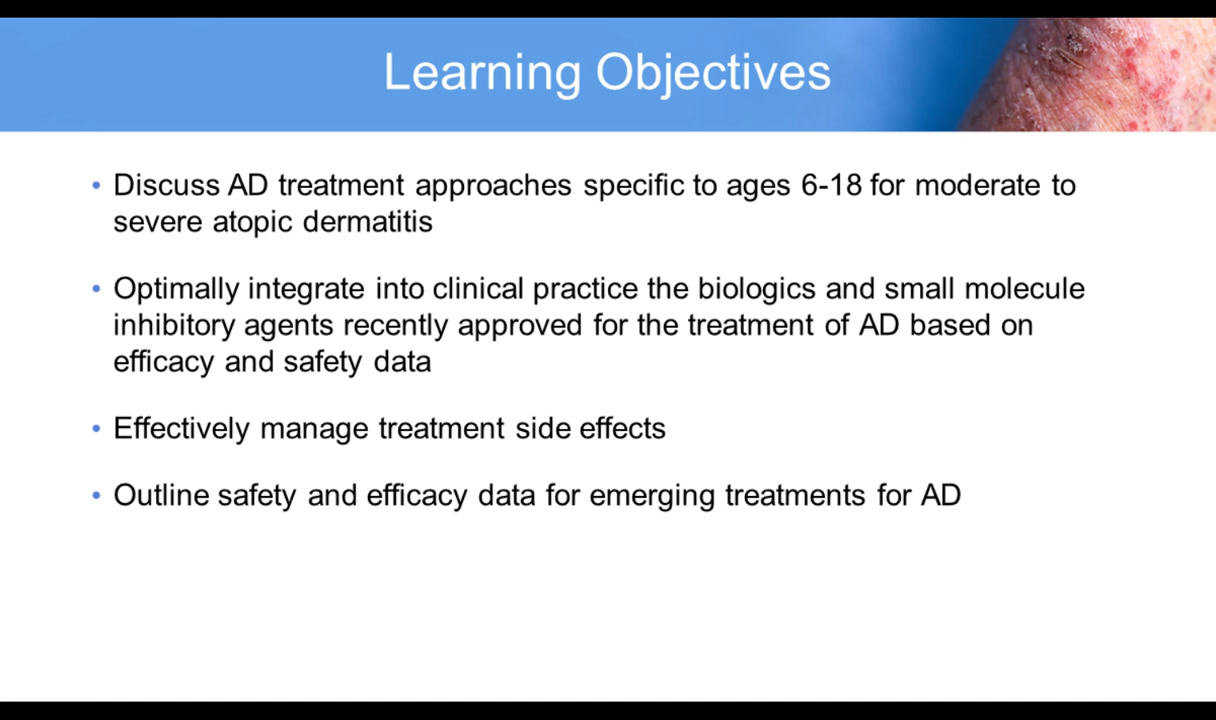 Learning Objectives
• Discuss AD treatment approaches specific to ages 6-18 for moderate to
severe atopic dermatitis
• Optimally integrate into clinical practice the biologics and small molecule
inhibitory agents recently approved for the treatment of AD based on
efficacy and safety data
• Effectively manage treatment side effects
• Outline safety and efficacy data for emerging treatments for AD